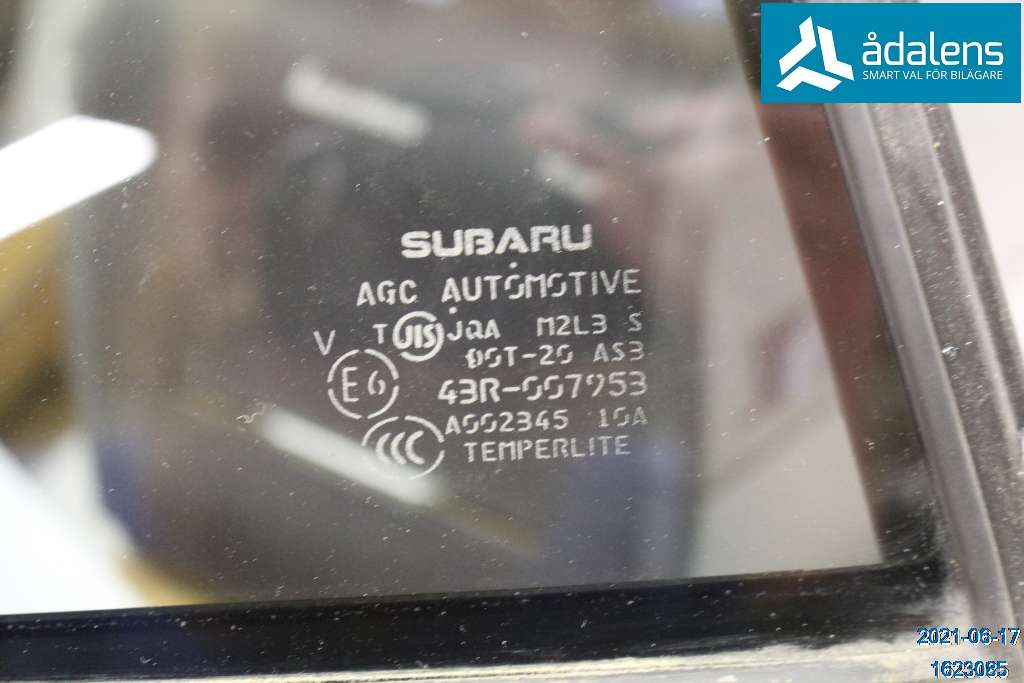 ådalens
SMART VAL FÖR BILÄGARE
SUBARU
AGC AUTOMOTIVE
V T JIS JQA M2L3 S
DOT-20 AS3
E6 43R-007953
A002345 10A
CCC TEMPERLITE
2021-06-17
1623085